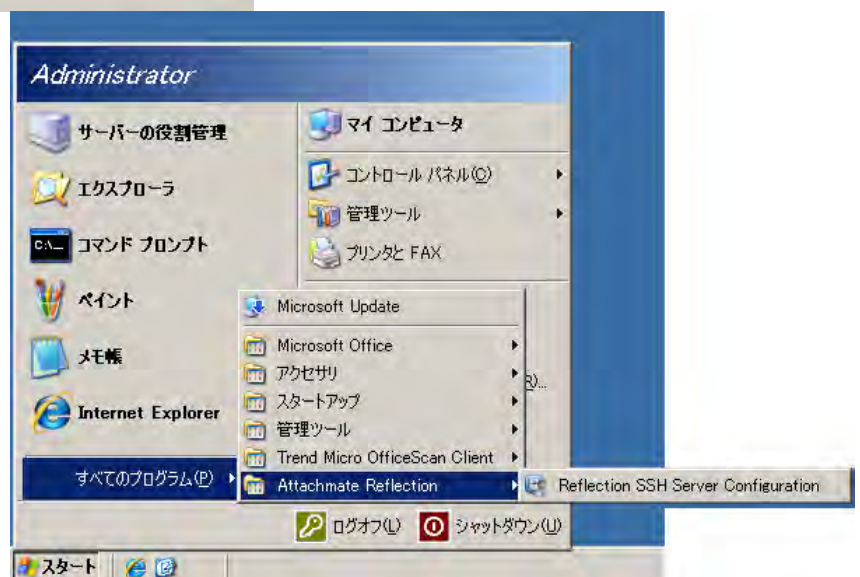 Administrator
サーバーの役割管理
エクスプローラ
C:\_
コマンド プロンプト
ペイント
メモ帳
Internet Explorer
すべてのプログラム(P)
マイ コンピュータ
コントロール パネル(C)
管理ツール
プリンタと FAX
R)...
Microsoft Update
Microsoft Office
アクセサリ
スタートアップ
管理ツール
Trend Micro OfficeScan Client
Attachmate Reflection
Reflection SSH Server Configuration
ログオフ(L)
シャットダウン(U)
スタート